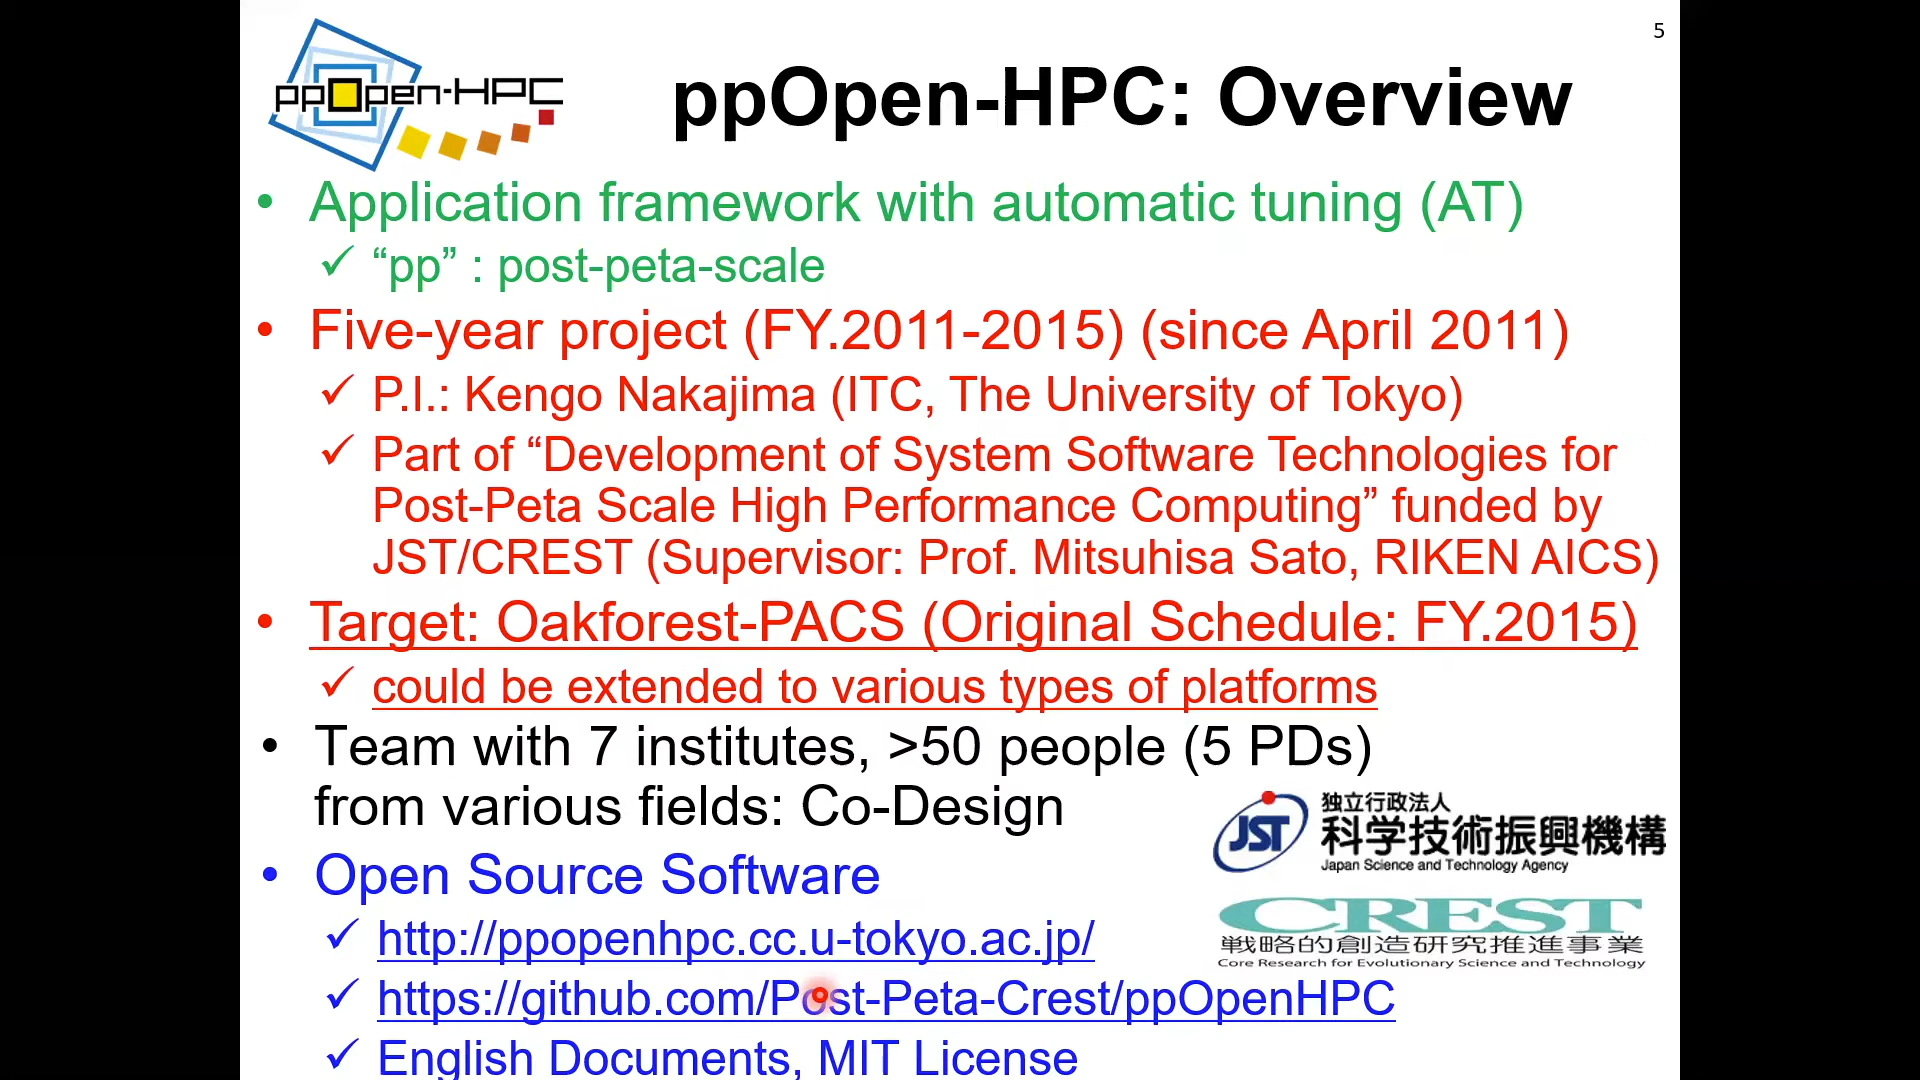 5
ppOpen-HPC
ppOpen-HPC: Overview
• Application framework with automatic tuning (AT)
✓ “pp” : post-peta-scale
• Five-year project (FY.2011-2015) (since April 2011)
✓ P.I.: Kengo Nakajima (ITC, The University of Tokyo)
✓ Part of “Development of System Software Technologies for
Post-Peta Scale High Performance Computing” funded by
JST/CREST (Supervisor: Prof. Mitsuhisa Sato, RIKEN AICS)
• Target: Oakforest-PACS (Original Schedule: FY.2015)
✓ could be extended to various types of platforms
• Team with 7 institutes, >50 people (5 PDs)
from various fields: Co-Design
JST
独立行政法人
科学技術振興機構
Japan Science and Technology Agency
• Open Source Software
CREST
戦略的創造研究推進事業
Core Research for Evolutionary Science and Technology
✓ http://ppopenhpc.cc.u-tokyo.ac.jp/
✓ https://github.com/Post-Peta-Crest/ppOpenHPC
✓ English Documents, MIT License